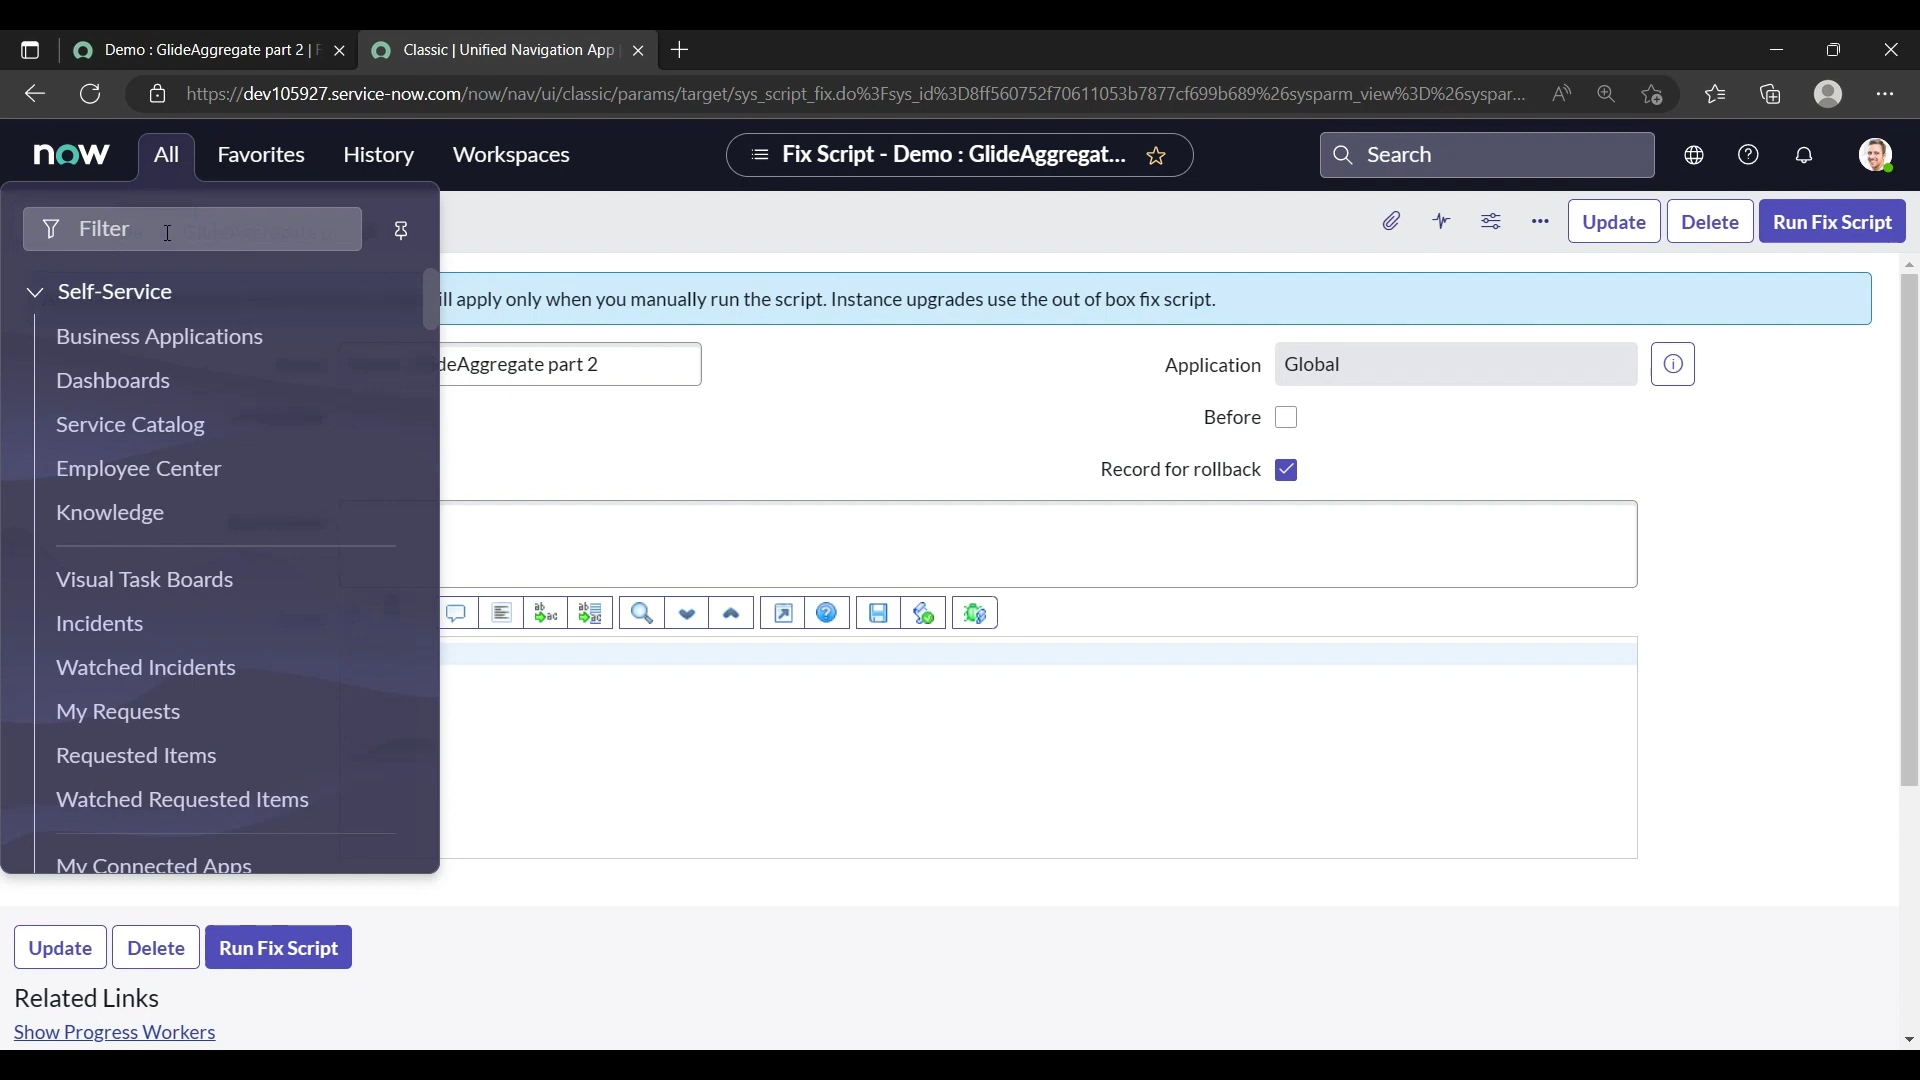 Demo : GlideAggregate part 2 | F
Classic | Unified Navigation App
https://dev105927.service-now.com/now/nav/ui/classic/params/target/sys_script_fix.do%3Fsys_id%3D8ff560752f70611053b7877cf699b689%26sysparm_view%3D%26syspar...
now
All
Favorites
History
Workspaces
Fix Script - Demo : GlideAggregat...
Search
Filter
Update
Delete
Run Fix Script
Self-Service
Business Applications
Dashboards
Service Catalog
Employee Center
Knowledge
Visual Task Boards
Incidents
Watched Incidents
My Requests
Requested Items
Watched Requested Items
My Connected Apps
ill apply only when you manually run the script. Instance upgrades use the out of box fix script.
deAggregate part 2
Application
Global
Before
Record for rollback
Update
Delete
Run Fix Script
Related Links
Show Progress Workers